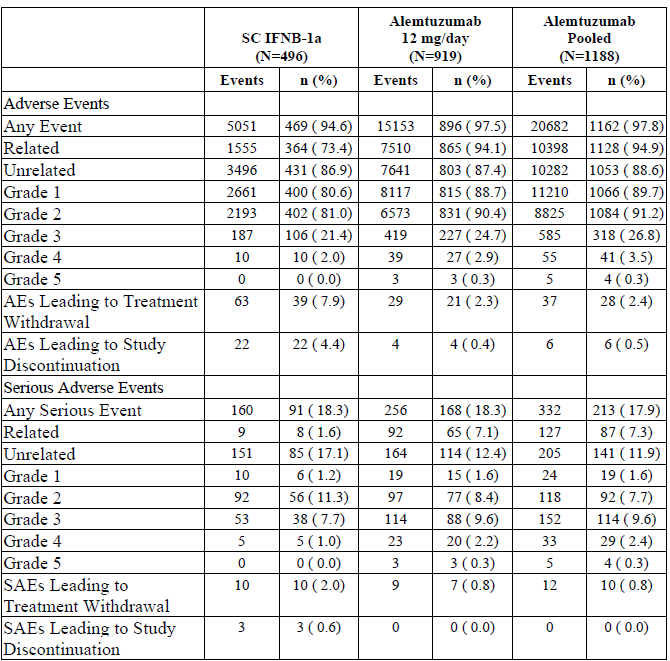 SC IFNB-1a (N=496) Alemtuzumab 12 mg/day (N=919) Alemtuzumab Pooled (N=1188)
Events n (%) Events n (%) Events n (%)
Adverse Events
Any Event 5051 469 ( 94.6) 15153 896 ( 97.5) 20682 1162 ( 97.8)
Related 1555 364 ( 73.4) 7510 865 ( 94.1) 10398 1128 ( 94.9)
Unrelated 3496 431 ( 86.9) 7641 803 ( 87.4) 10282 1053 ( 88.6)
Grade 1 2661 400 ( 80.6) 8117 815 ( 88.7) 11210 1066 ( 89.7)
Grade 2 2193 402 ( 81.0) 6573 831 ( 90.4) 8825 1084 ( 91.2)
Grade 3 187 106 ( 21.4) 419 227 ( 24.7) 585 318 ( 26.8)
Grade 4 10 10 ( 2.0) 39 27 ( 2.9) 55 41 ( 3.5)
Grade 5 0 0 ( 0.0) 3 3 ( 0.3) 5 4 ( 0.3)
AEs Leading to Treatment Withdrawal 63 39 ( 7.9) 29 21 ( 2.3) 37 28 ( 2.4)
AEs Leading to Study Discontinuation 22 22 ( 4.4) 4 4 ( 0.4) 6 6 ( 0.5)
Serious Adverse Events
Any Serious Event 160 91 ( 18.3) 256 168 ( 18.3) 332 213 ( 17.9)
Related 9 8 ( 1.6) 92 65 ( 7.1) 127 87 ( 7.3)
Unrelated 151 85 ( 17.1) 164 114 ( 12.4) 205 141 ( 11.9)
Grade 1 10 6 ( 1.2) 19 15 ( 1.6) 24 19 ( 1.6)
Grade 2 92 56 ( 11.3) 97 77 ( 8.4) 118 92 ( 7.7)
Grade 3 53 38 ( 7.7) 114 88 ( 9.6) 152 114 ( 9.6)
Grade 4 5 5 ( 1.0) 23 20 ( 2.2) 33 29 ( 2.4)
Grade 5 0 0 ( 0.0) 3 3 ( 0.3) 5 4 ( 0.3)
SAEs Leading to Treatment Withdrawal 10 10 ( 2.0) 9 7 ( 0.8) 12 10 ( 0.8)
SAEs Leading to Study Discontinuation 3 3 ( 0.6) 0 0 ( 0.0) 0 0 ( 0.0)